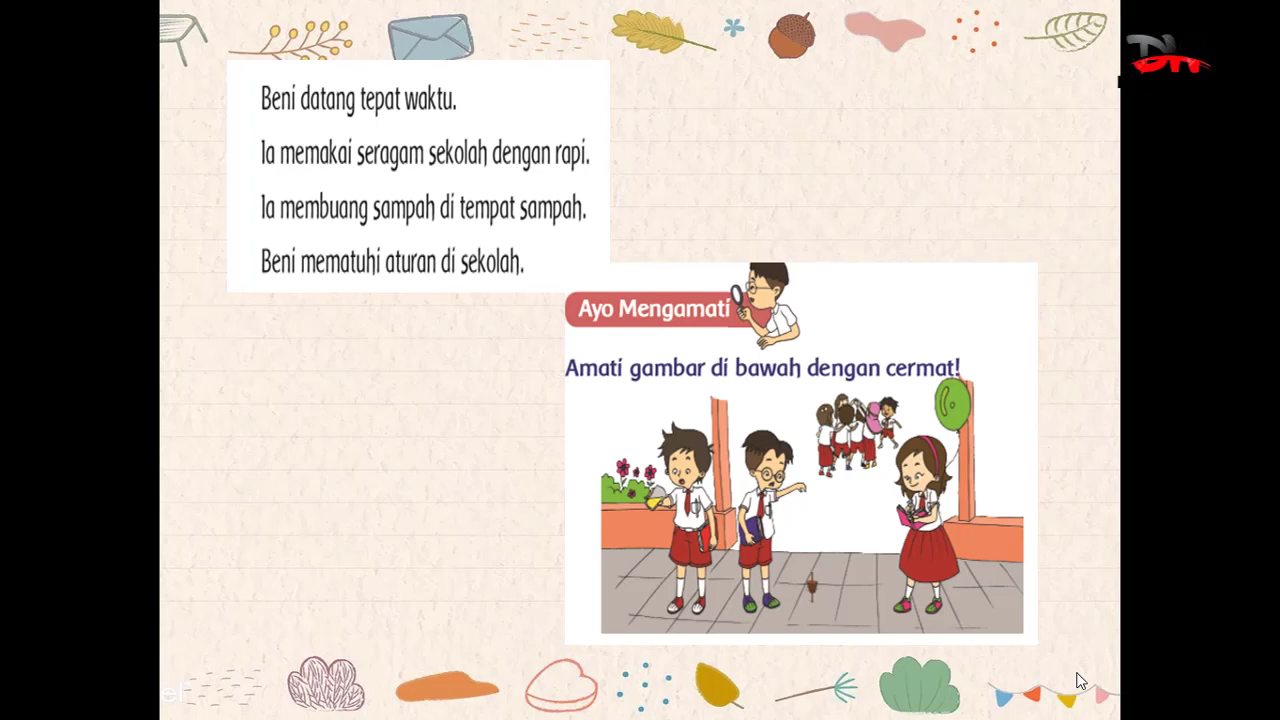 Beni datang tepat waktu.
Ia memakai seragam sekolah dengan rapi.
Ia membuang sampah di tempat sampah.
Beni mematuhi aturan di sekolah.
Ayo Mengamati
Amati gambar di bawah dengan cermat!